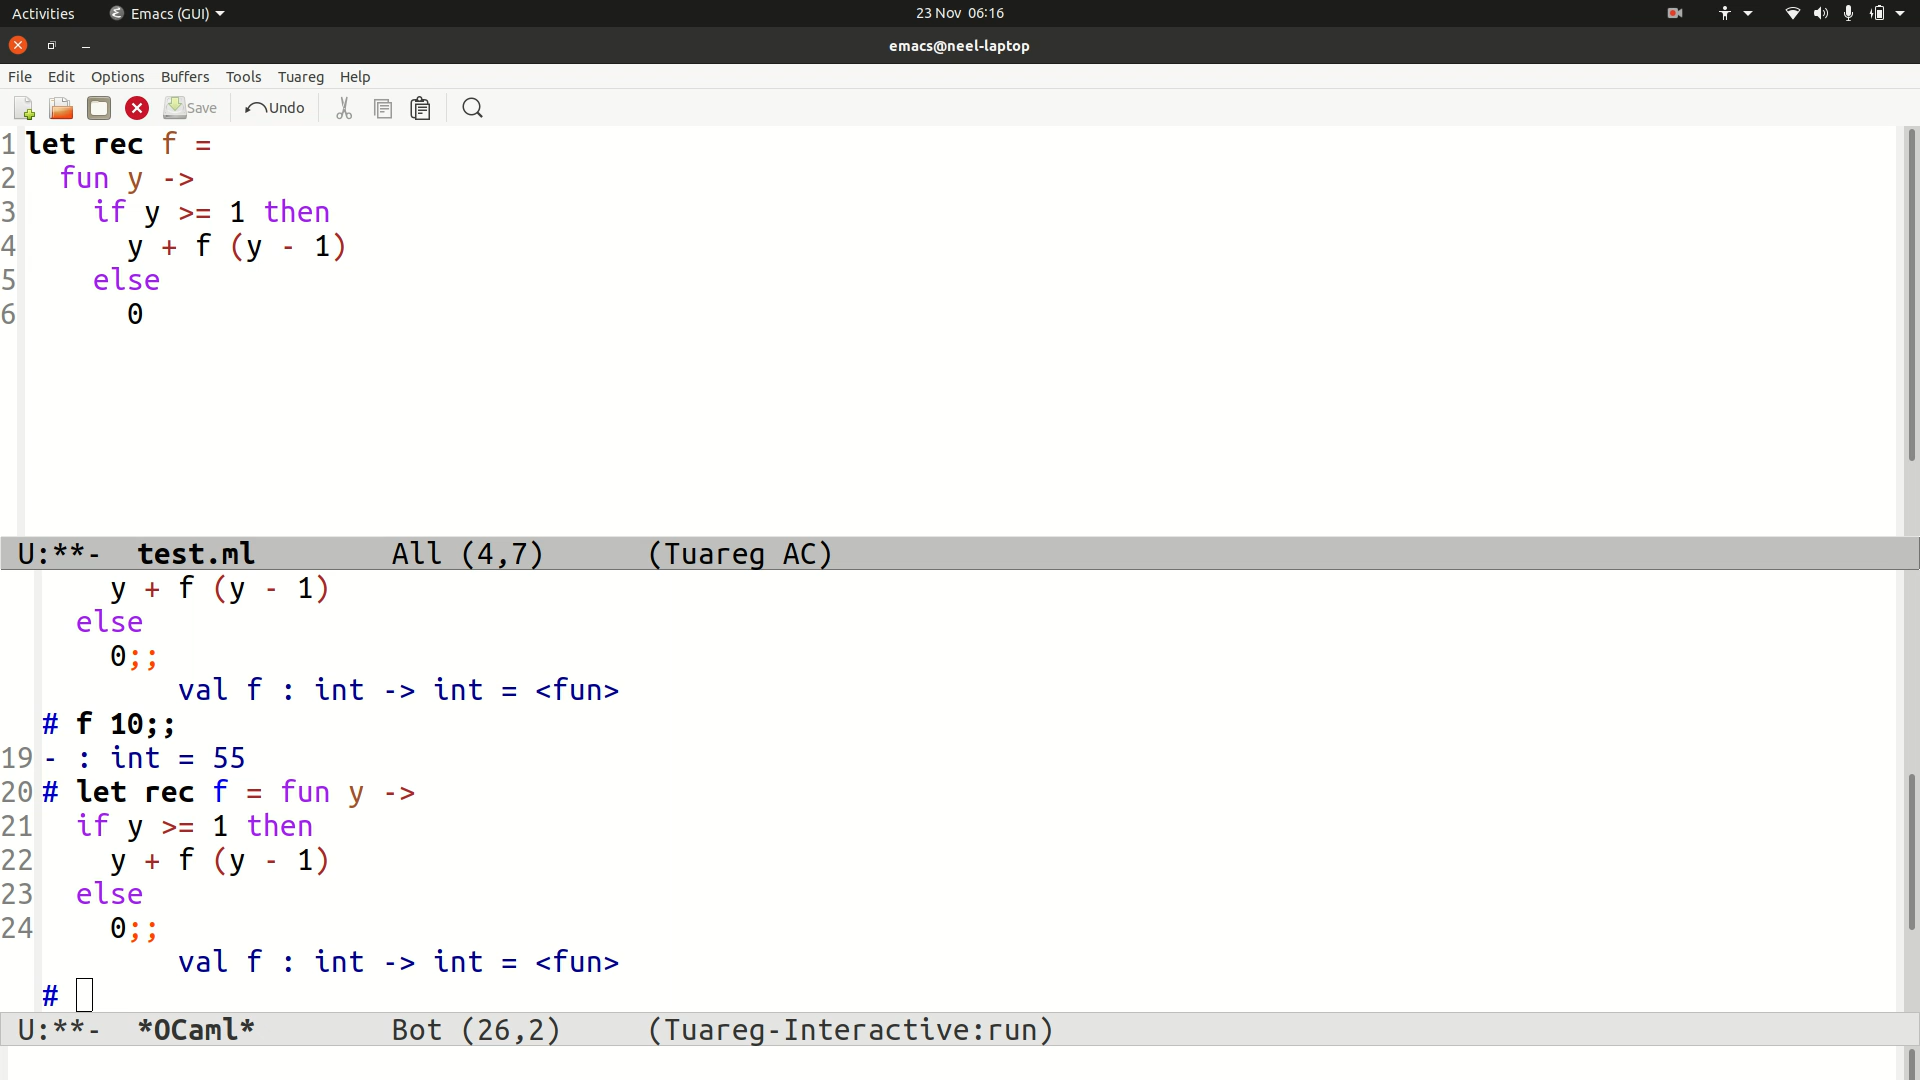 Activities Emacs (GUI) 23 Nov 06:16
emacs@neel-laptop
File Edit Options Buffers Tools Tuareg Help
Save Undo
1 let rec f =
2   fun y ->
3     if y >= 1 then
4       y + f (y - 1)
5     else
6       0
U:**-  test.ml        All (4,7)      (Tuareg AC)
    y + f (y - 1)
  else
    0;;
        val f : int -> int = <fun>
# f 10;;
19 - : int = 55
20 # let rec f = fun y ->
21   if y >= 1 then
22     y + f (y - 1)
23   else
24     0;;
        val f : int -> int = <fun>
#
U:**-  *OCaml*        Bot (26,2)     (Tuareg-Interactive:run)